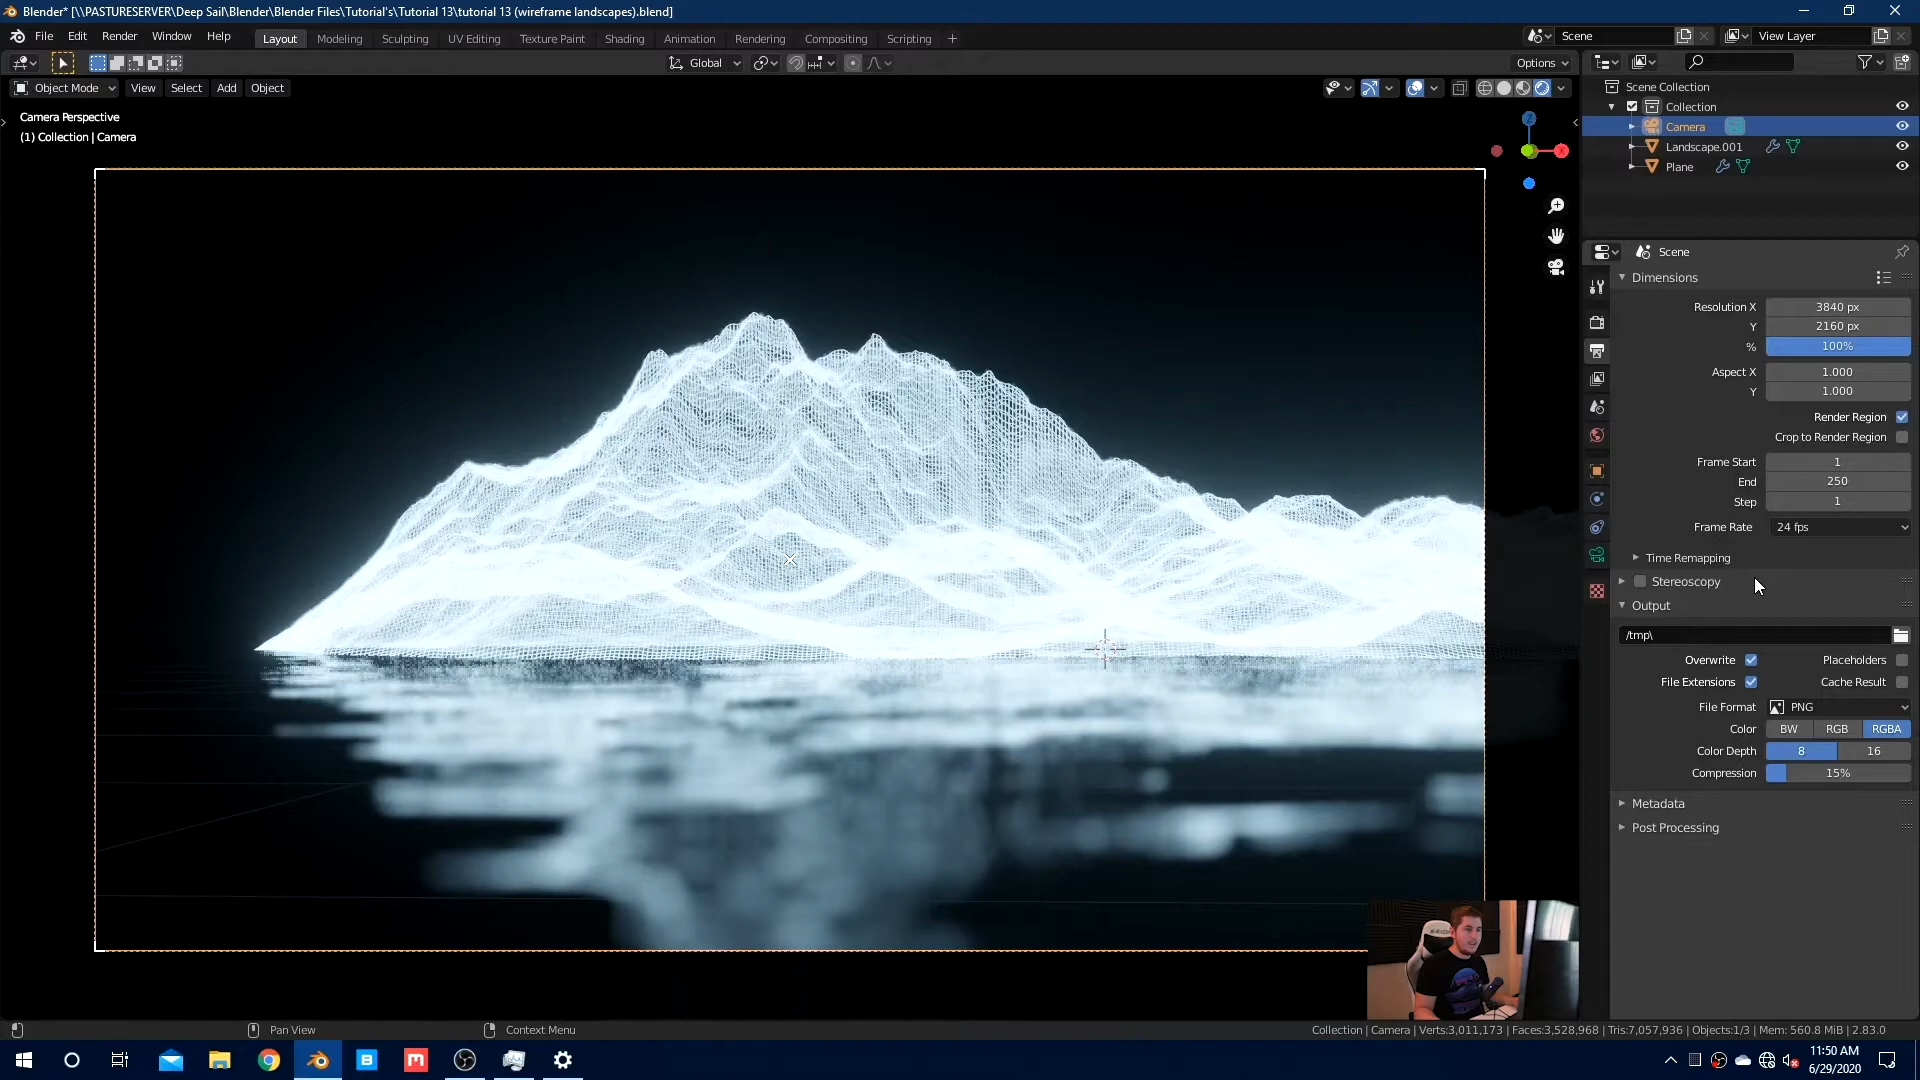 Blender* [\\PASTURESERVER\Deep Sail\Blender\Blender Files\Tutorial's\Tutorial 13\tutorial 13 (wireframe landscapes).blend]
File Edit Render Window Help Layout Modeling Sculpting UV Editing Texture Paint Shading Animation Rendering Compositing Scripting + Scene View Layer
Global Options
Object Mode View Select Add Object
Camera Perspective
(1) Collection | Camera
Z
X
Scene Collection
Collection
Camera
Landscape.001
Plane
Scene
Dimensions
Resolution X 3840 px
Y 2160 px
% 100%
Aspect X 1.000
Y 1.000
Render Region
Crop to Render Region
Frame Start 1
End 250
Step 1
Frame Rate 24 fps
Time Remapping
Stereoscopy
Output
/tmp\
Overwrite Placeholders
File Extensions Cache Result
File Format PNG
Color BW RGB RGBA
Color Depth 8 16
Compression 15%
Metadata
Post Processing
Pan View Context Menu Collection | Camera | Verts:3,011,173 | Faces:3,528,968 | Tris:7,057,936 | Objects:1/3 | Mem: 560.8 MiB | 2.83.0
11:50 AM
6/29/2020